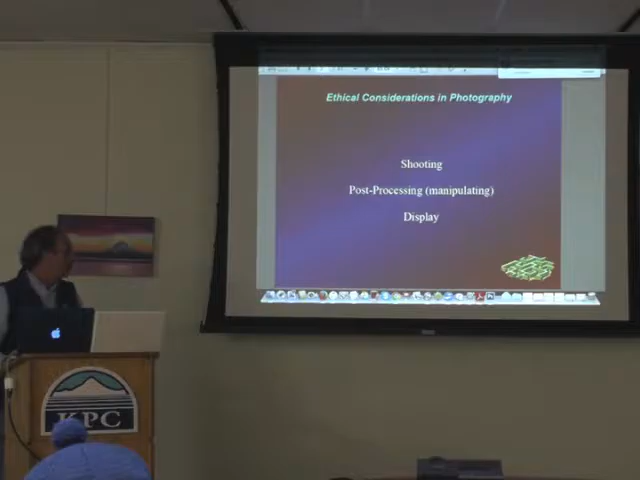 Ethical Considerations in Photography
Shooting
Post-Processing (manipulating)
Display
KPC